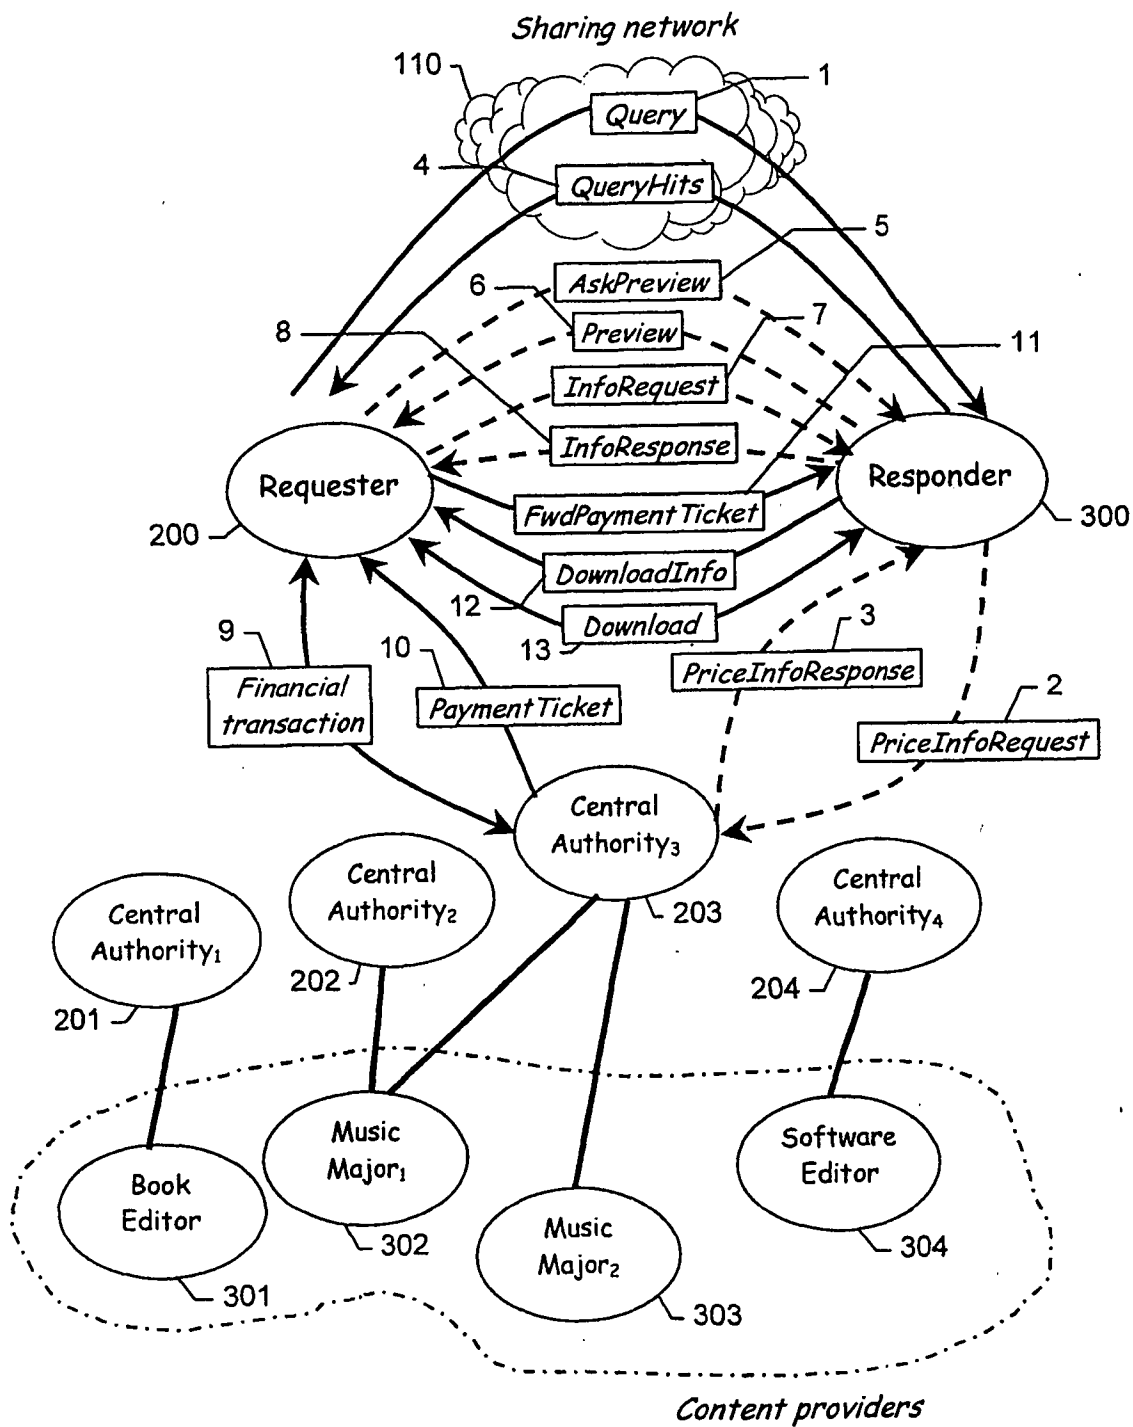 Sharing network
110
1
Query
4
QueryHits
5
AskPreview
6
7
Preview
8
11
InfoRequest
InfoResponse
Requester
Responder
FwdPaymentTicket
200
300
DownloadInfo
12
Download
13
3
9
10
PriceInfoResponse
Financial
transaction
PaymentTicket
2
PriceInfoRequest
Central
Authority3
203
Central
Authority2
202
Central
Authority4
204
Central
Authority1
201
Music
Major1
302
Software
Editor
304
Book
Editor
301
Music
Major2
303
Content providers